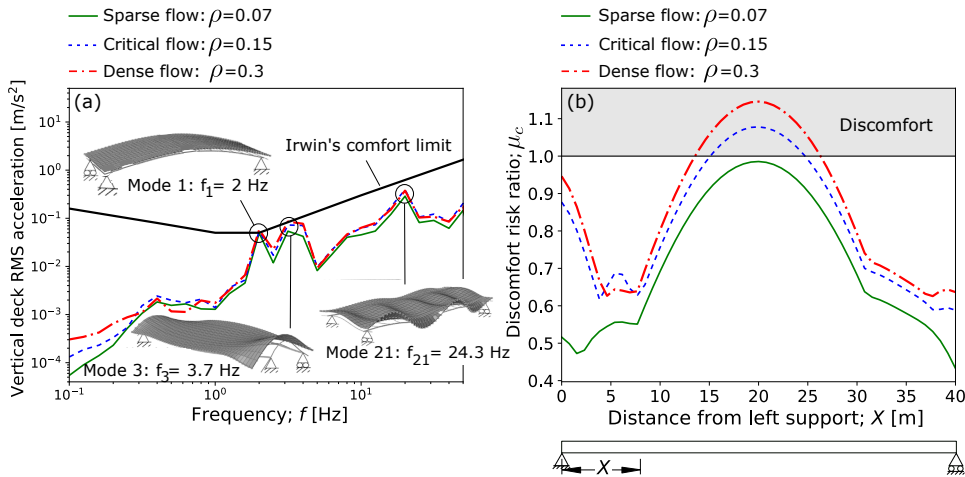 Sparse flow: ρ=0.07
Critical flow: ρ=0.15
Dense flow: ρ=0.3
(a)
Vertical deck RMS acceleration [m/s²]
10¹
10⁰
10⁻¹
10⁻²
10⁻³
10⁻⁴
Irwin's comfort limit
Mode 1: f₁= 2 Hz
Mode 3: f₃= 3.7 Hz
Mode 21: f₂₁= 24.3 Hz
10⁻¹ 10⁰ 10¹
Frequency; f [Hz]
Sparse flow: ρ=0.07
Critical flow: ρ=0.15
Dense flow: ρ=0.3
(b)
Discomfort
Discomfort risk ratio; μ𝑐
1.1
1.0
0.9
0.8
0.7
0.6
0.5
0.4
0 5 10 15 20 25 30 35 40
Distance from left support; X [m]
X